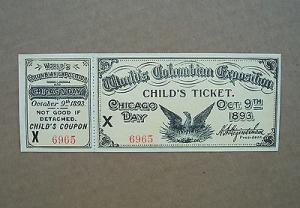 World's
Columbian Exposition
Chicago Day
October 9th 1893.
NOT GOOD IF
DETACHED.
CHILD'S COUPON
X 6965
World's Columbian Exposition
CHILD'S TICKET.
CHICAGO DAY
OCT. 9TH 1893.
X 6965
H. N. Higinbotham
President.